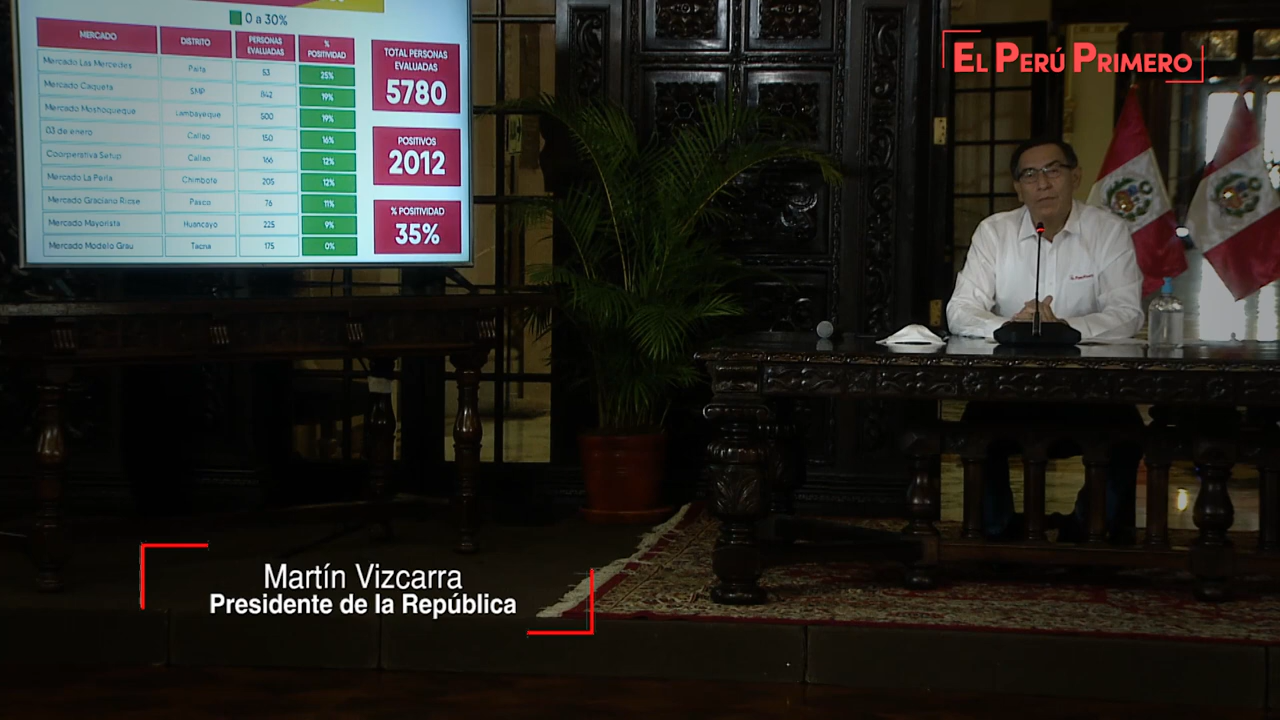 0 a 30%
MERCADO DISTRITO PERSONAS EVALUADAS % POSITIVIDAD
Mercado Las Mercedes Paita 53 25%
Mercado Caqueta SMP 842 19%
Mercado Moshoqueque Lambayeque 500 19%
03 de enero Callao 150 16%
Coorperativa Setup Callao 166 12%
Mercado La Perla Chimbote 205 12%
Mercado Graciano Ricse Pasco 76 11%
Mercado Mayorista Huancayo 225 9%
Mercado Modelo Grau Tacna 175 0%
TOTAL PERSONAS
EVALUADAS
5780
POSITIVOS
2012
% POSITIVIDAD
35%
EL PERÚ PRIMERO
Martín Vizcarra
Presidente de la República